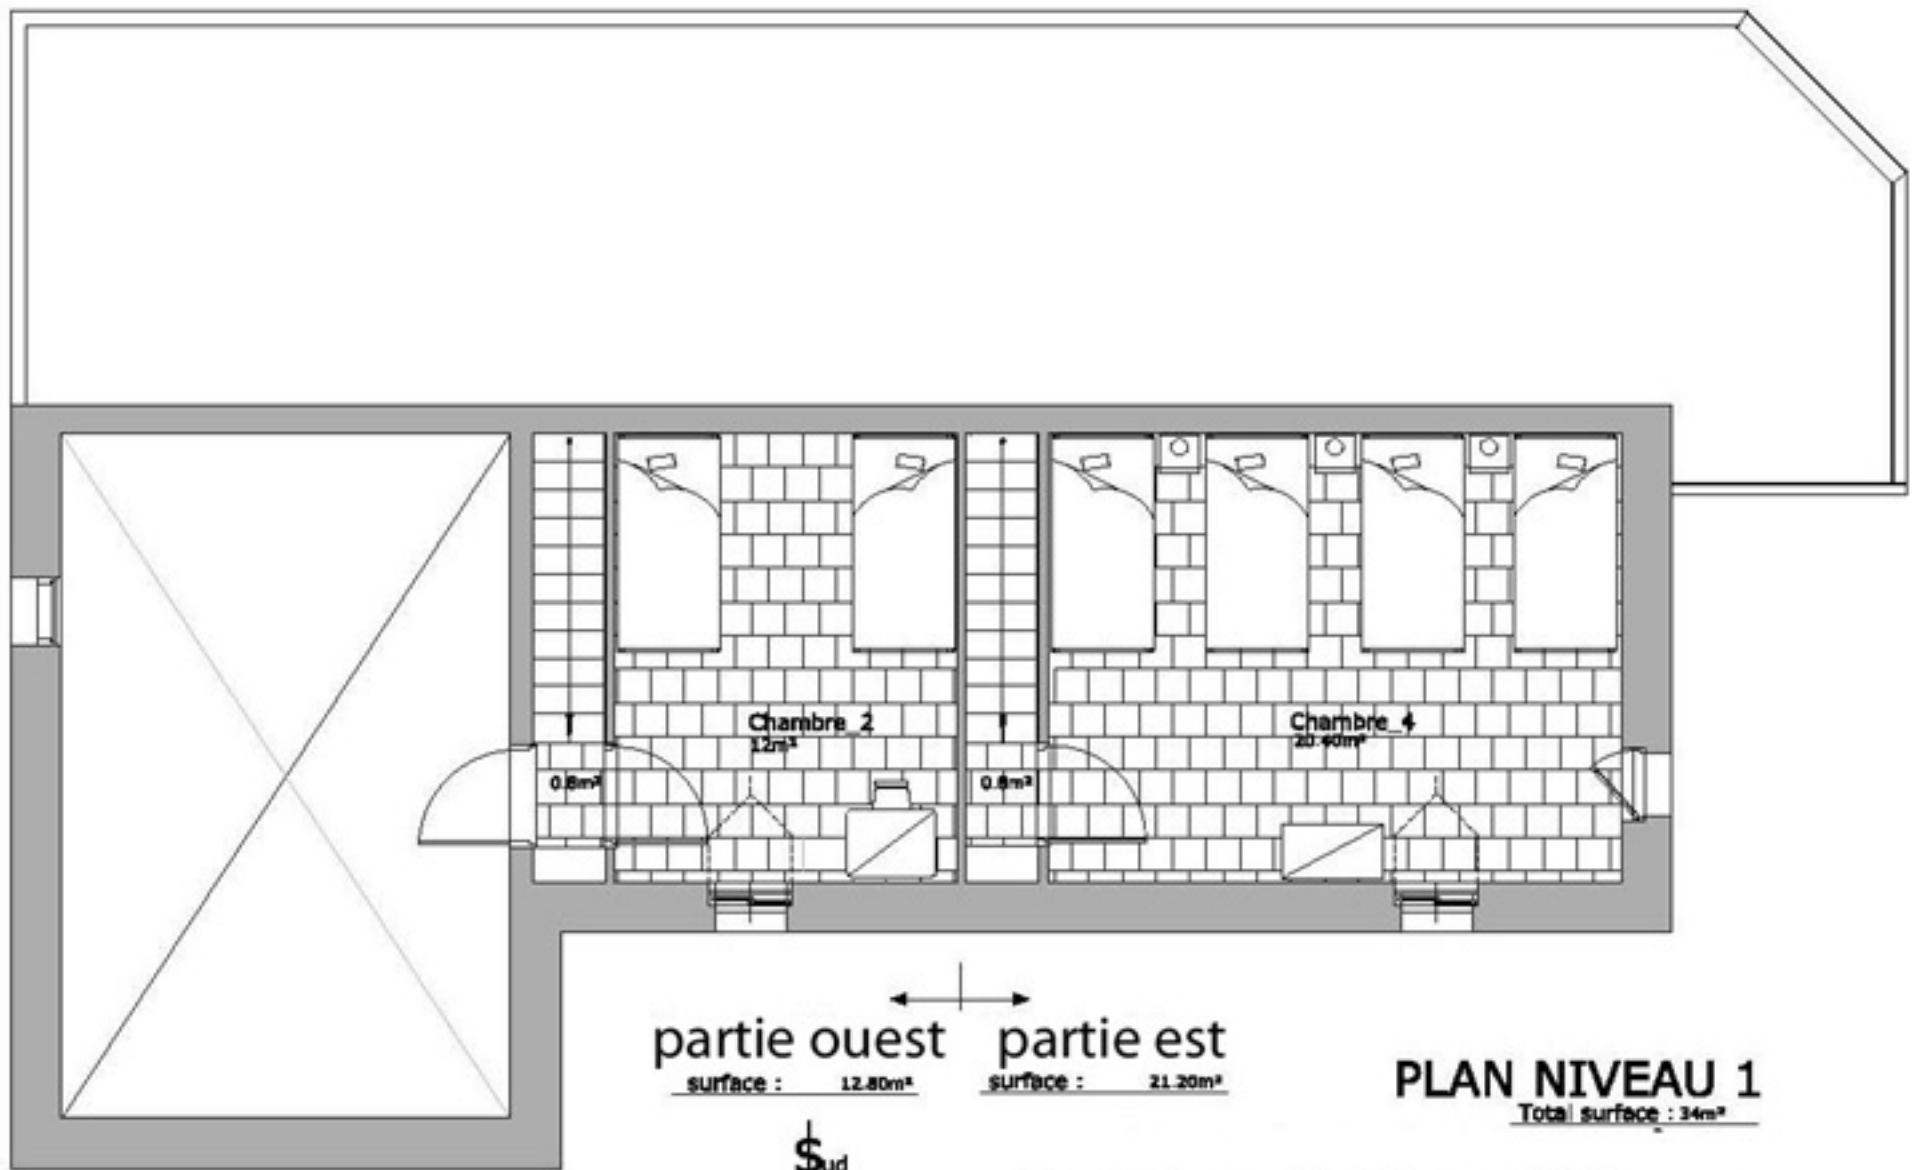 Chambre_2
12m²
Chambre_4
20.40m²
0.8m²
0.8m²
partie ouest
surface : 12.80m²
partie est
surface : 21.20m²
PLAN NIVEAU 1
Total surface : 34m²
Sud